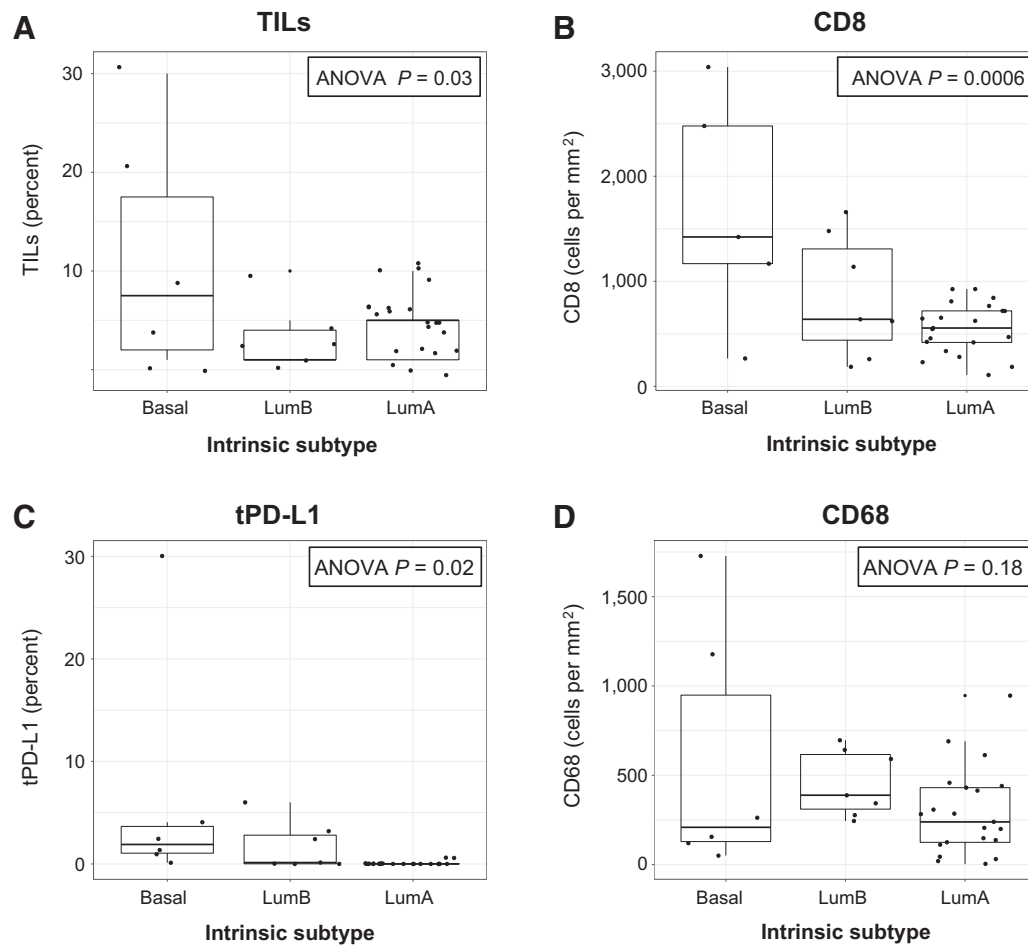 A
TILs
ANOVA P = 0.03
TILs (percent)
30
20
10
Basal
LumB
LumA
Intrinsic subtype
B
CD8
ANOVA P = 0.0006
CD8 (cells per mm²)
3,000
2,000
1,000
0
Basal
LumB
LumA
Intrinsic subtype
C
tPD-L1
ANOVA P = 0.02
tPD-L1 (percent)
30
20
10
0
Basal
LumB
LumA
Intrinsic subtype
D
CD68
ANOVA P = 0.18
CD68 (cells per mm²)
1,500
1,000
500
0
Basal
LumB
LumA
Intrinsic subtype